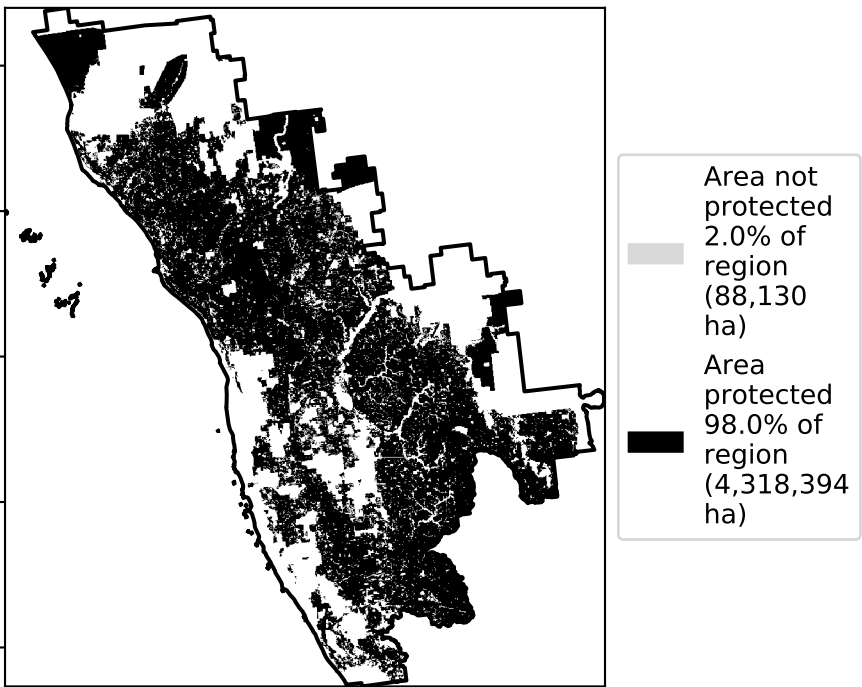 Area not
protected
2.0% of
region
(88,130
ha)
Area
protected
98.0% of
region
(4,318,394
ha)